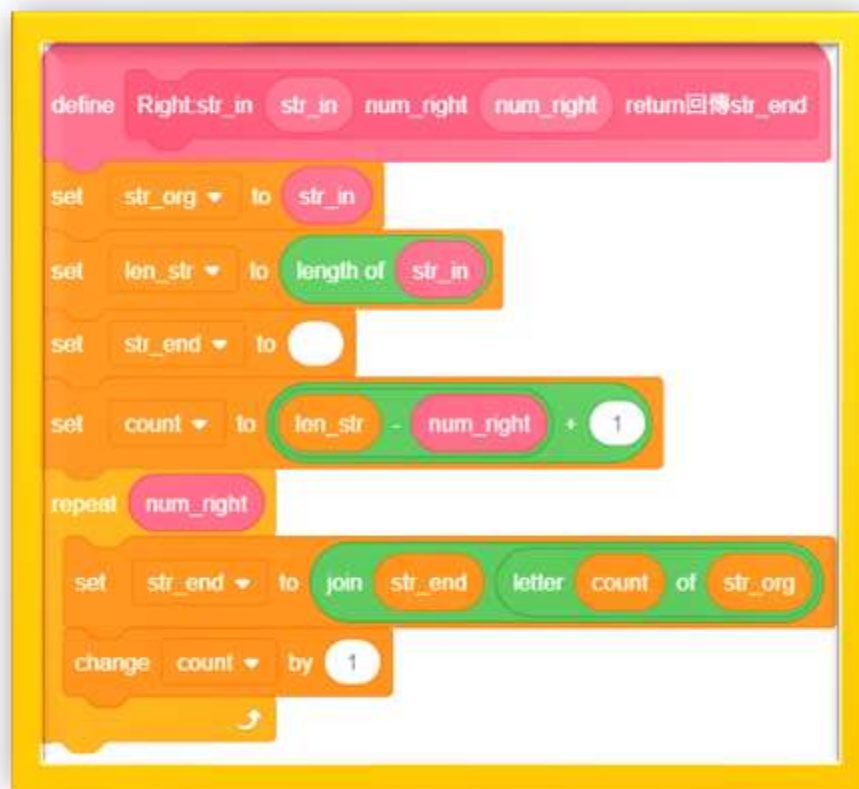 define Right:str_in str_in num_right num_right return回傳str_end
set str_org to str_in
set len_str to length of str_in
set str_end to
set count to len_str - num_right + 1
repeat num_right
set str_end to join str_end letter count of str_org
change count by 1